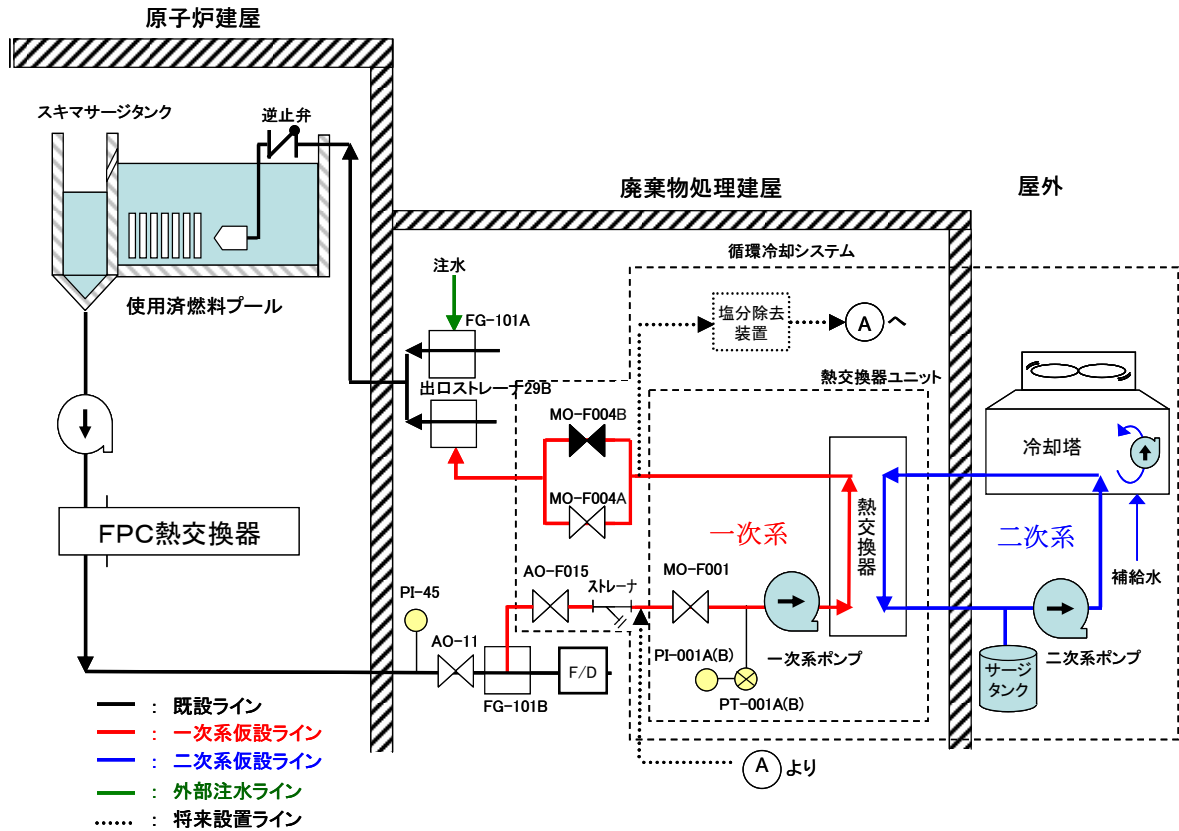 原子炉建屋
スキマサージタンク
逆止弁
廃棄物処理建屋
屋外
循環冷却システム
注水
使用済燃料プール
FG-101A
塩分除去
装置
A へ
熱交換器ユニット
出口ストレーナ29B
MO-F004B
冷却塔
MO-F004A
FPC熱交換器
一次系
熱交換器
二次系
AO-F015
ストレーナ
MO-F001
補給水
PI-45
AO-11
PI-001A(B)
一次系ポンプ
二次系ポンプ
F/D
サージ
タンク
FG-101B
PT-001A(B)
： 既設ライン
： 一次系仮設ライン
： 二次系仮設ライン
A より
： 外部注水ライン
： 将来設置ライン